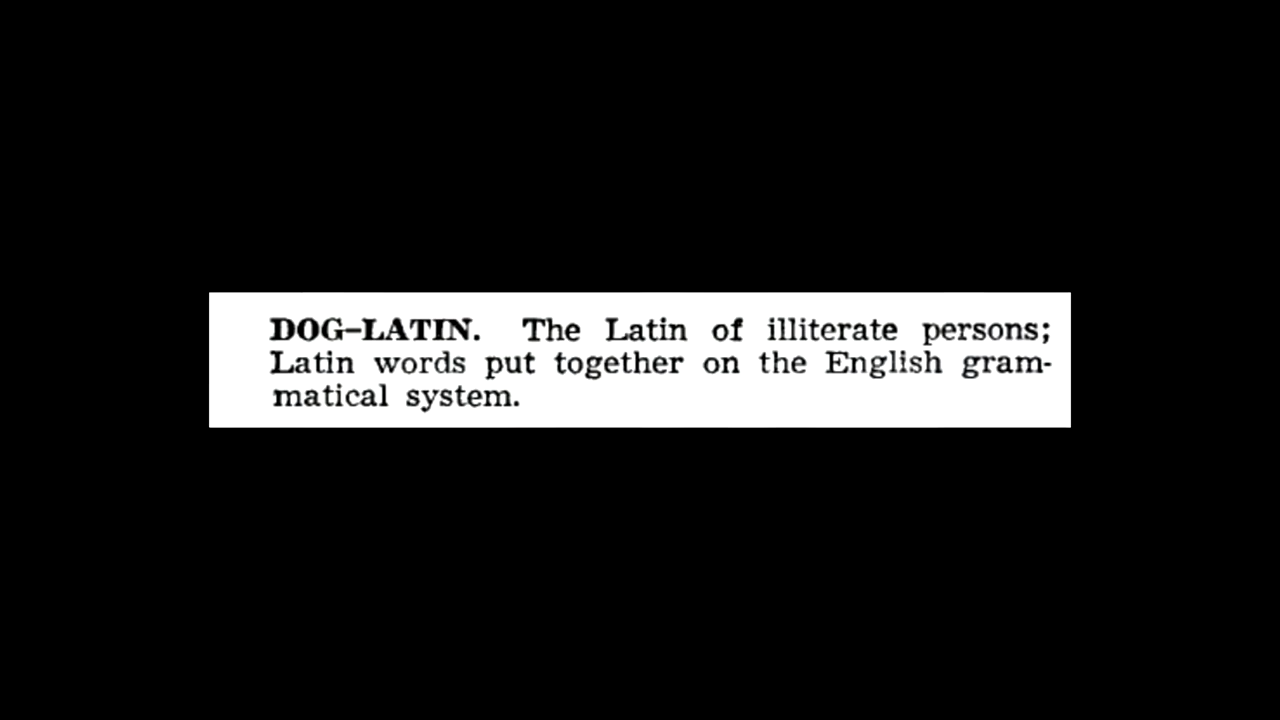 DOG–LATIN. The Latin of illiterate persons;
Latin words put together on the English gram-
matical system.